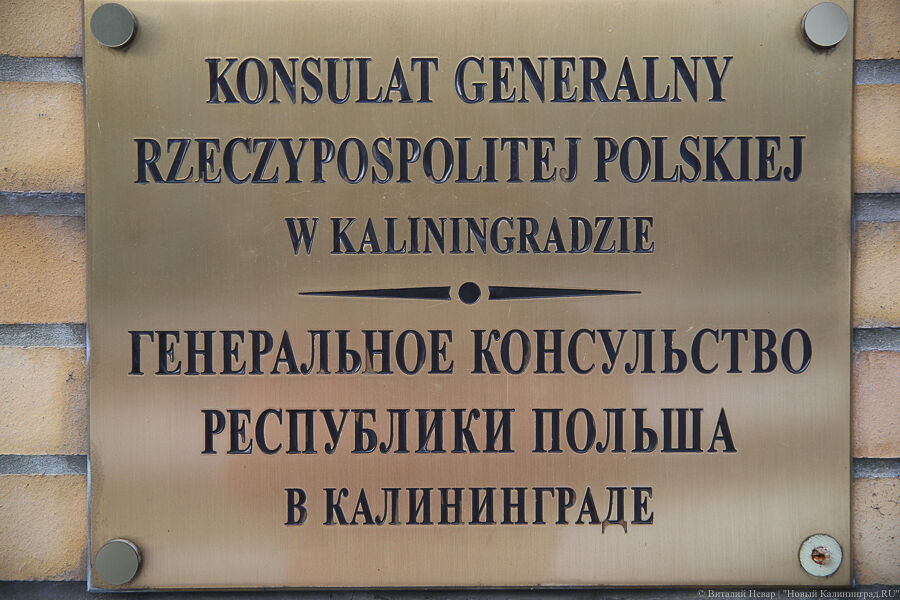 KONSULAT GENERALNY
RZECZYPOSPOLITEJ POLSKIEJ
W KALININGRADZIE
ГЕНЕРАЛЬНОЕ КОНСУЛЬСТВО
РЕСПУБЛИКИ ПОЛЬША
В КАЛИНИНГРАДЕ
© Виталий Невар | "Новый Калининград.RU"